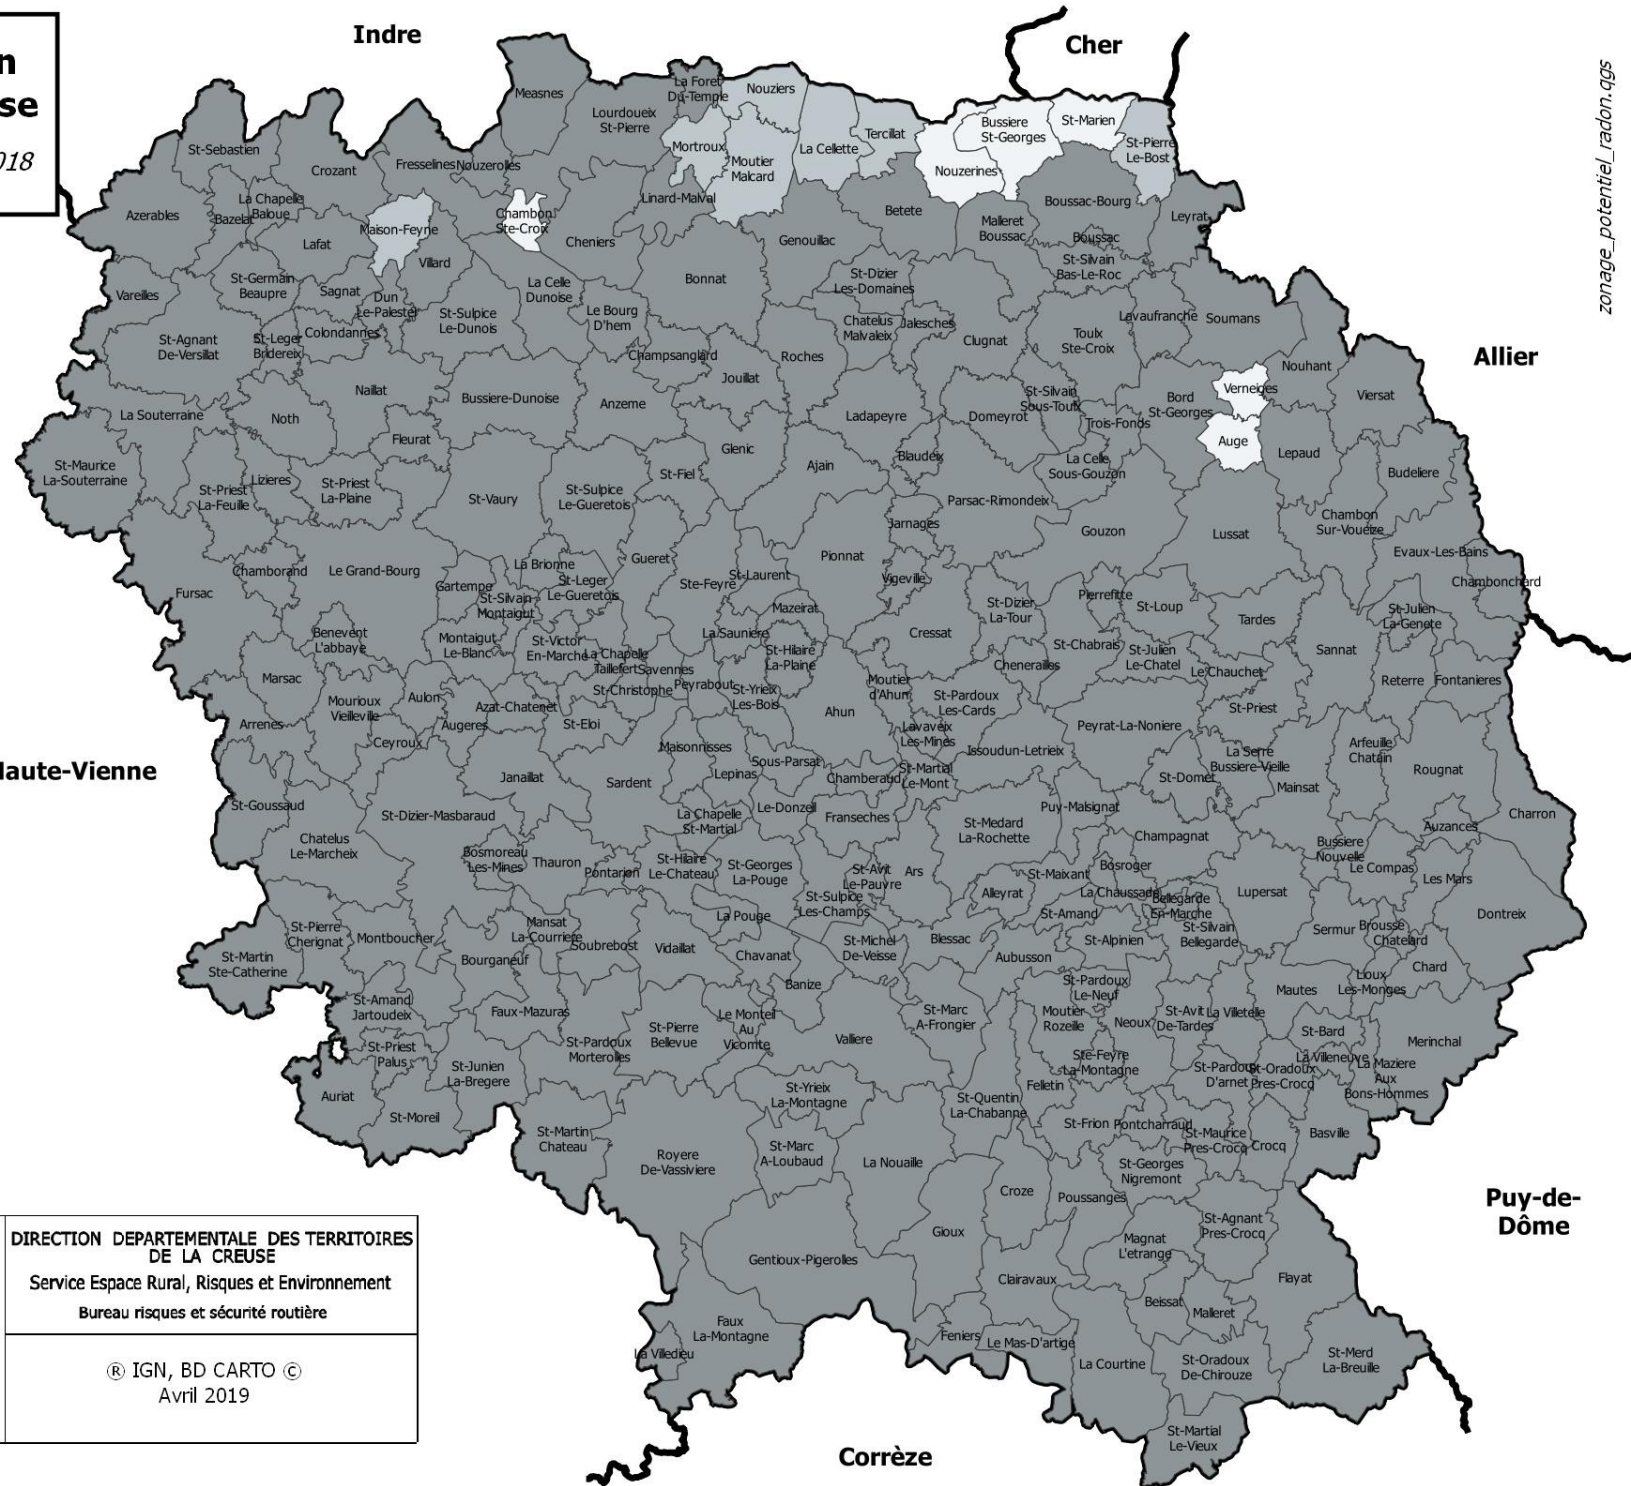 n
se
018
Indre
Cher
zonage_potentiel_radon.qgs
Allier
Haute-Vienne
Puy-de-
Dôme
Corrèze
Measnes
La Foret
Du-Temple
Nouziers
Lourdoueix
St-Pierre
Mortroux
Moutier
Malcard
La Cellette
Tercillat
Bussiere
St-Georges
St-Marien
St-Pierre
Le-Bost
Nouzerines
St-Sebastien
Crozant
Fresselines
Nouzerolles
Linard-Malval
Boussac-Bourg
Leyrat
Azerables
Bazelat
La Chapelle
Baloue
Lafat
Maison-Feyne
Chambon
Ste-Croix
Cheniers
Genouillac
Betete
Malleret
Boussac
Boussac
St-Silvain
Bas-Le-Roc
Vareilles
St-Germain
Beaupre
Sagnat
Dun
Le-Palestel
Villard
La Celle
Dunoise
Bonnat
St-Dizier
Les-Domaines
St-Agnant
De-Versillat
St-Leger
Bridereix
Colondannes
St-Sulpice
Le-Dunois
Le Bourg
D'hem
Chatelus
Malvaleix
Jalesches
Clugnat
Toulx
Ste-Croix
Lavaufranche
Soumans
Champsanglard
Jouillat
Roches
Nouhant
Verneiges
Viersat
La Souterraine
Noth
Naillat
Bussiere-Dunoise
Anzeme
Ladapeyre
Domeyrot
St-Silvain
Sous-Toulx
Bord
St-Georges
Trois-Fonds
Auge
Lepaud
Fleurat
Glenic
Ajain
Blaudeix
La Celle
Sous-Gouzon
Budeliere
St-Maurice
La-Souterraine
St-Priest
La-Feuille
Lizieres
St-Priest
La-Plaine
St-Vaury
St-Sulpice
Le-Gueretois
St-Fiel
Jarnages
Parsac-Rimondeix
Gouzon
Lussat
Chambon
Sur-Voueize
Evaux-Les-Bains
Chambonchard
Fursac
Chamborand
Le Grand-Bourg
Gartempe
La Brionne
St-Leger
Le-Gueretois
Gueret
Ste-Feyre
St-Laurent
Pionnat
Vigeville
St-Silvain
Montaigut
Mazeirat
St-Dizier
La-Tour
Pierrefitte
St-Loup
Tardes
St-Julien
La-Genete
Benevent
L'abbaye
Montaigut
Le-Blanc
St-Victor
En-Marche
La Chapelle
Taillefert
Savennes
La Sauniere
St-Hilaire
La-Plaine
Cressat
St-Chabrais
St-Julien
Le-Chatel
Sannat
Chenerailles
Le Chauchet
Marsac
Mourioux
Vieilleville
Aulon
Azat-Chatenet
St-Christophe
Peyrabout
St-Yrieix
Les-Bois
Moutier
d'Ahun
St-Pardoux
Les-Cards
St-Priest
Reterre
Fontanieres
Arrenes
Ceyroux
Augeres
St-Eloi
Ahun
Lavaveix
Les-Mines
Peyrat-La-Noniere
Maisonnisses
Issoudun-Letrieix
La Serre
Bussiere-Vieille
Arfeuille
Chatain
Rougnat
Janaillat
Sardent
Lepinas
Sous-Parsat
Chamberaud
St-Martial
Le-Mont
St-Domet
Mainsat
St-Goussaud
St-Dizier-Masbaraud
La Chapelle
St-Martial
Le-Donzeil
Franseches
Puy-Malsignat
Charron
Chatelus
Le-Marcheix
St-Medard
La-Rochette
Champagnat
Auzances
Bosmoreau
Les-Mines
Thauron
Pontarion
St-Hilaire
Le-Chateau
St-Georges
La-Pouge
St-Avit
Le-Pauvre
Ars
St-Maixant
Bosroger
Bussiere
Nouvelle
Le Compas
Les Mars
St-Sulpice
Les-Champs
Alleyrat
La Chaussade
Bellegarde
En-Marche
Lupersat
St-Amand
St-Silvain
Bellegarde
Dontreix
St-Pierre
Cherignat
Montboucher
Mansat
La-Courriere
Soubrebost
Vidaillat
La Pouge
St-Michel
De-Veisse
Blessac
Aubusson
St-Alpinien
Sermur
Brousse
Chatelard
St-Martin
Ste-Catherine
Bourganeuf
Chavanat
Banize
Chard
Lioux
Les-Monges
Mautes
St-Amand
Jartoudeix
Faux-Mazuras
St-Pardoux
Le-Neuf
St-Marc
A-Frongier
Moutier
Rozeille
Neoux
St-Avit
De-Tardes
La Villetelle
St-Bard
Merinchal
St-Priest
Palus
St-Pardoux
Morterolles
St-Pierre
Bellevue
Le Monteil
Au
Vicomte
Valliere
Ste-Feyre
La-Montagne
St-Pardoux
D'arnet
St-Oradoux
Pres-Crocq
La Villeneuve
La Maziere
Aux
Bons-Hommes
St-Junien
La-Bregere
Felletin
Auriat
St-Moreil
St-Yrieix
La-Montagne
St-Quentin
La-Chabanne
St-Frion
Pontcharraud
St-Maurice
Pres-Crocq
Crocq
Basville
St-Martin
Chateau
Royere
De-Vassiviere
St-Marc
A-Loubaud
La Nouaille
St-Georges
Nigremont
Croze
Poussanges
St-Agnant
Pres-Crocq
Gioux
Magnat
L'etrange
Gentioux-Pigerolles
Clairavaux
Flayat
Beissat
Malleret
Faux
La-Montagne
La Villedieu
Feniers
Le Mas-D'artige
La Courtine
St-Oradoux
De-Chirouze
St-Merd
La-Breuille
St-Martial
Le-Vieux
DIRECTION DEPARTEMENTALE DES TERRITOIRES
DE LA CREUSE
Service Espace Rural, Risques et Environnement
Bureau risques et sécurité routière
® IGN, BD CARTO ©
Avril 2019